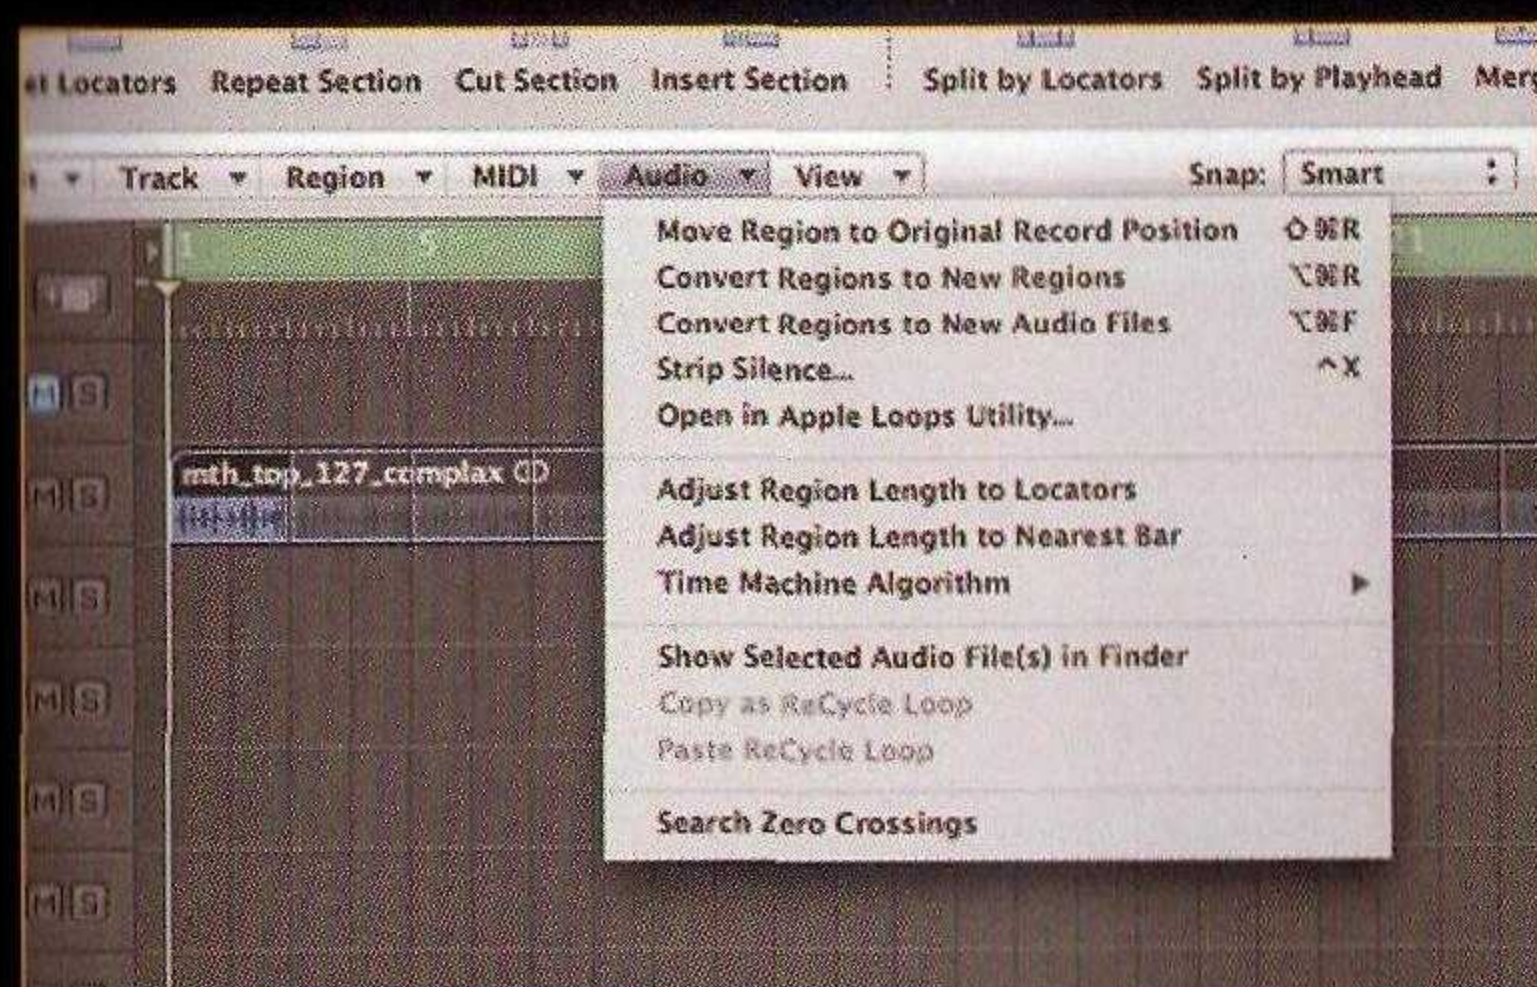 Locators Repeat Section Cut Section Insert Section Split by Locators Split by Playhead
Track Region MIDI Audio View Snap: Smart
1 5
Move Region to Original Record Position ⇧⌘R
Convert Regions to New Regions ⌥⌘R
Convert Regions to New Audio Files ⌥⌘F
Strip Silence... ^X
Open in Apple Loops Utility...
M S
mth_top_127_complax
M S
Adjust Region Length to Locators
Adjust Region Length to Nearest Bar
Time Machine Algorithm
M S
Show Selected Audio File(s) in Finder
Copy as ReCycle Loop
M S
Paste ReCycle Loop
M S
Search Zero Crossings
M S